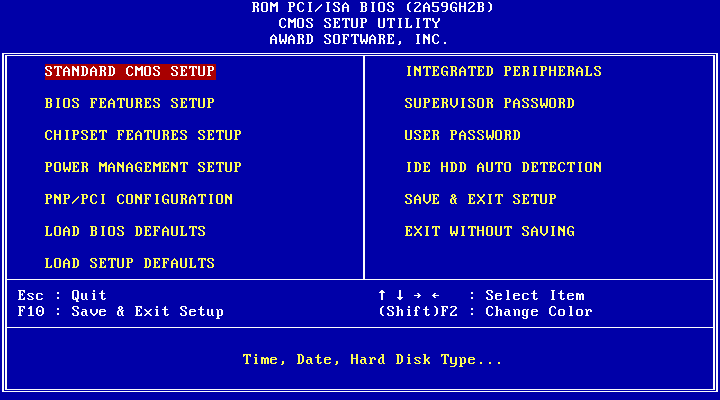 ROM PCI/ISA BIOS (2A59GH2B)
CMOS SETUP UTILITY
AWARD SOFTWARE, INC.
STANDARD CMOS SETUP
BIOS FEATURES SETUP
CHIPSET FEATURES SETUP
POWER MANAGEMENT SETUP
PNP/PCI CONFIGURATION
LOAD BIOS DEFAULTS
LOAD SETUP DEFAULTS
INTEGRATED PERIPHERALS
SUPERVISOR PASSWORD
USER PASSWORD
IDE HDD AUTO DETECTION
SAVE & EXIT SETUP
EXIT WITHOUT SAVING
Esc : Quit
F10 : Save & Exit Setup
↑ ↓ → ← : Select Item
(Shift)F2 : Change Color
Time, Date, Hard Disk Type...